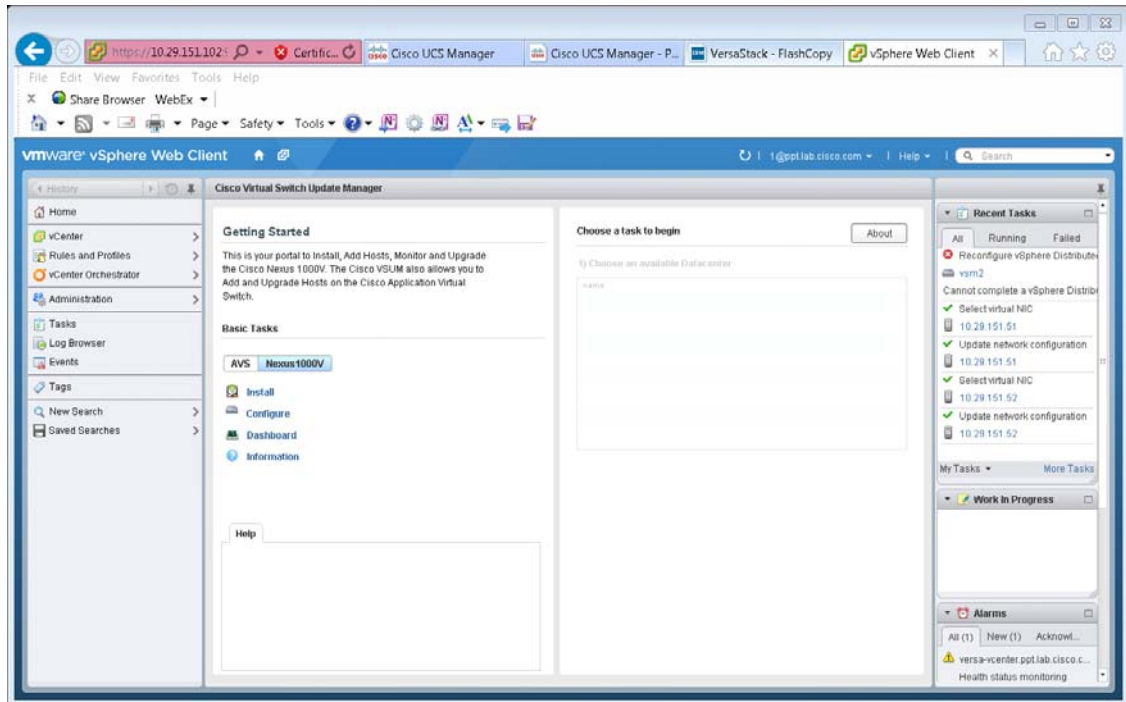 https://10.29.151.102:
Certific...
Cisco UCS Manager
Cisco UCS Manager - P...
VersaStack - FlashCopy
vSphere Web Client
File Edit View Favorites Tools Help
Share Browser WebEx
Page Safety Tools
vmware vSphere Web Client
1@ppt.lab.cisco.com
Help
Search
History
Home
vCenter
Rules and Profiles
vCenter Orchestrator
Administration
Tasks
Log Browser
Events
Tags
New Search
Saved Searches
Cisco Virtual Switch Update Manager
Getting Started
This is your portal to Install, Add Hosts, Monitor and Upgrade
the Cisco Nexus 1000V. The Cisco VSUM also allows you to
Add and Upgrade Hosts on the Cisco Application Virtual
Switch.
Basic Tasks
AVS Nexus1000V
Install
Configure
Dashboard
Information
Help
Choose a task to begin
About
1) Choose an available Datacenter
name
Recent Tasks
All Running Failed
Reconfigure vSphere Distribute
vsm2
Cannot complete a vSphere Distrib
Select virtual NIC
10.29.151.51
Update network configuration
10.29.151.51
Select virtual NIC
10.29.151.52
Update network configuration
10.29.151.52
My Tasks More Tasks
Work In Progress
Alarms
All (1) New (1) Acknowl...
versa-vcenter.ppt.lab.cisco.c...
Health status monitoring